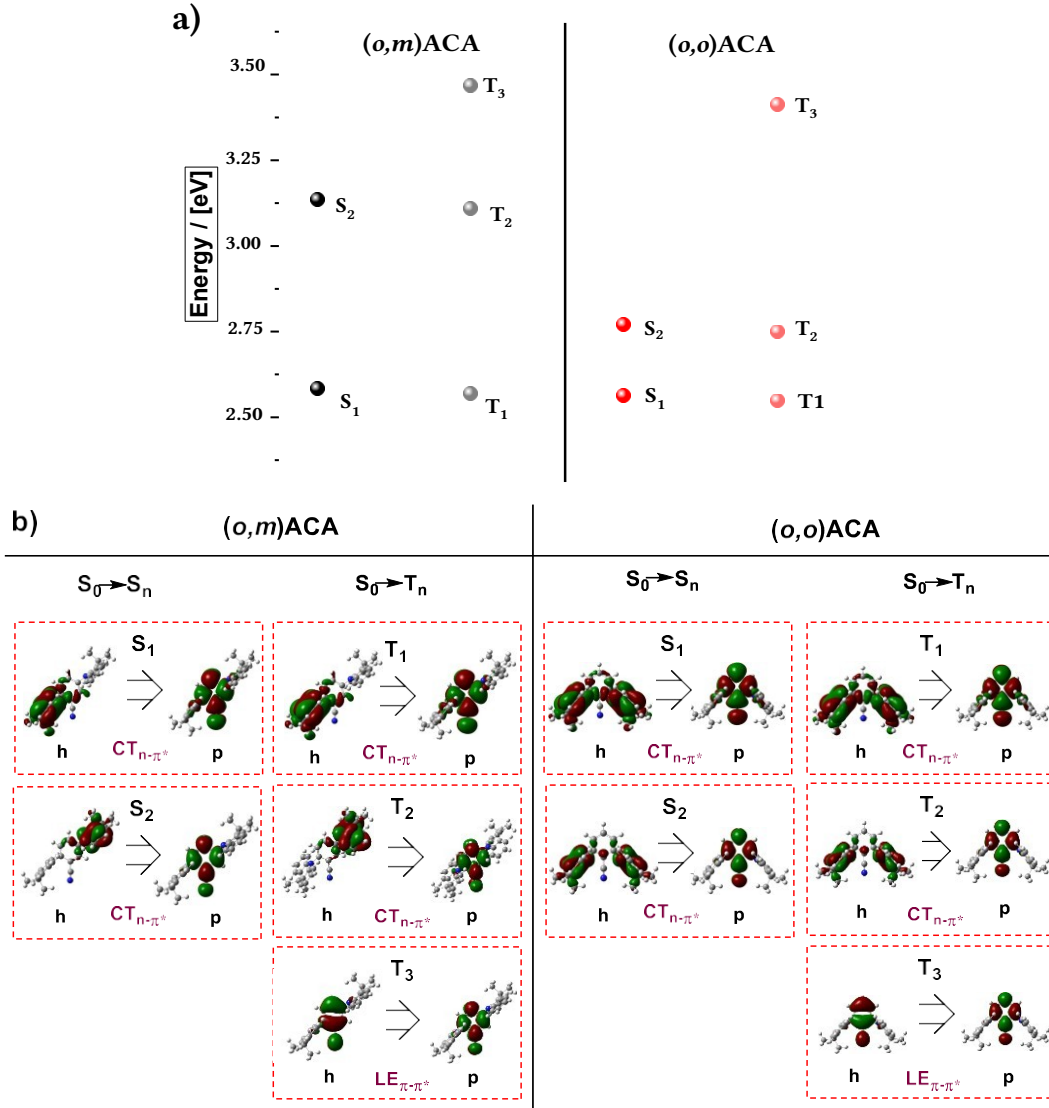 a)
(o,m)ACA
(o,o)ACA
Energy / [eV]
3.50
3.25
3.00
2.75
2.50
T₃
S₂
T₂
S₁
T₁
T₃
S₂
T₂
S₁
T1
b)
(o,m)ACA
(o,o)ACA
S₀→Sₙ
S₀→Tₙ
S₀→Sₙ
S₀→Tₙ
S₁
h
CTₙ₋π*
p
T₁
h
CTₙ₋π*
p
S₁
h
CTₙ₋π*
p
T₁
h
CTₙ₋π*
p
S₂
h
CTₙ₋π*
p
T₂
h
CTₙ₋π*
p
S₂
h
CTₙ₋π*
p
T₂
h
CTₙ₋π*
p
T₃
h
LEπ₋π*
p
T₃
h
LEπ₋π*
p